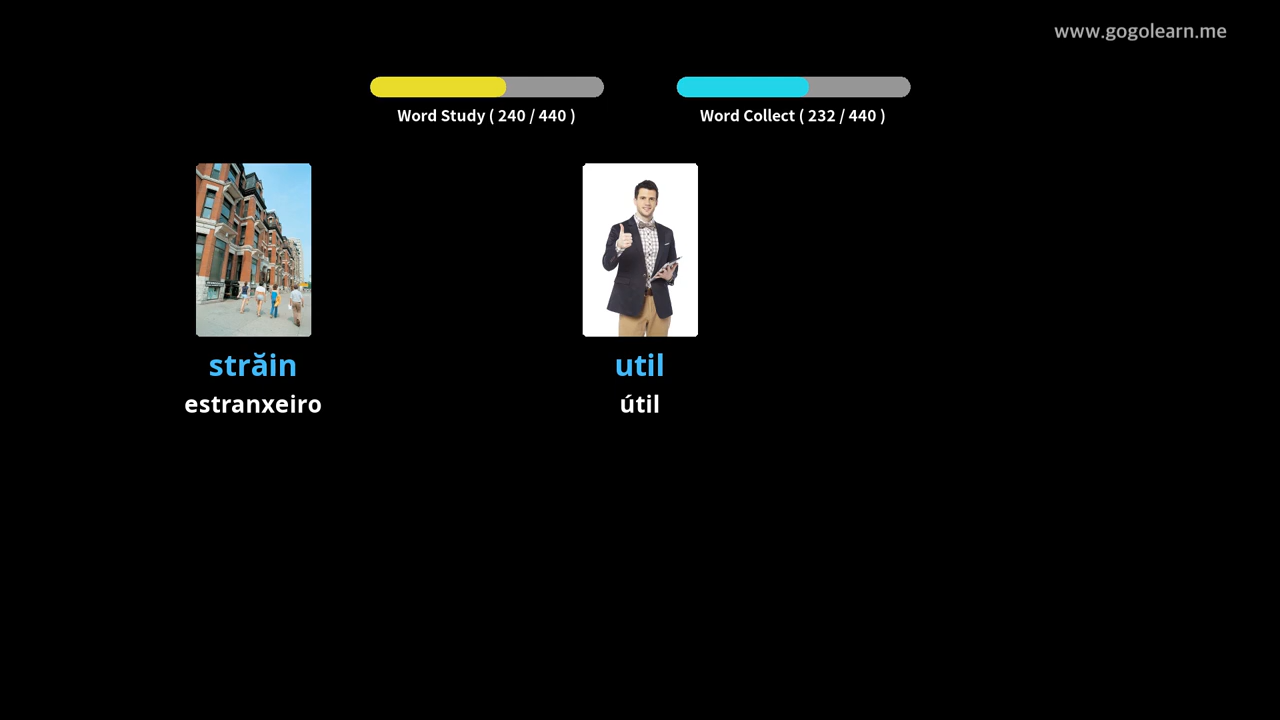 www.gogolearn.me
Word Study ( 240 / 440 )
Word Collect ( 232 / 440 )
străin
estranxeiro
util
útil